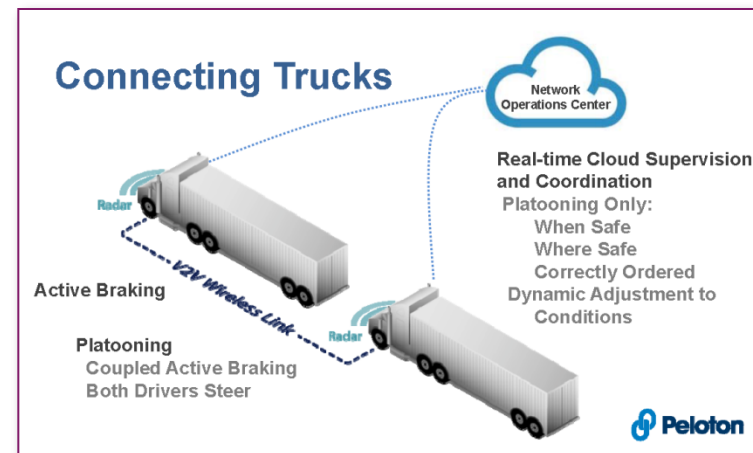 Connecting Trucks
Network
Operations Center
Real-time Cloud Supervision
and Coordination
Platooning Only:
When Safe
Where Safe
Correctly Ordered
Dynamic Adjustment to
Conditions
Radar
Active Braking
V2V Wireless Link
Radar
Platooning
Coupled Active Braking
Both Drivers Steer
Peloton